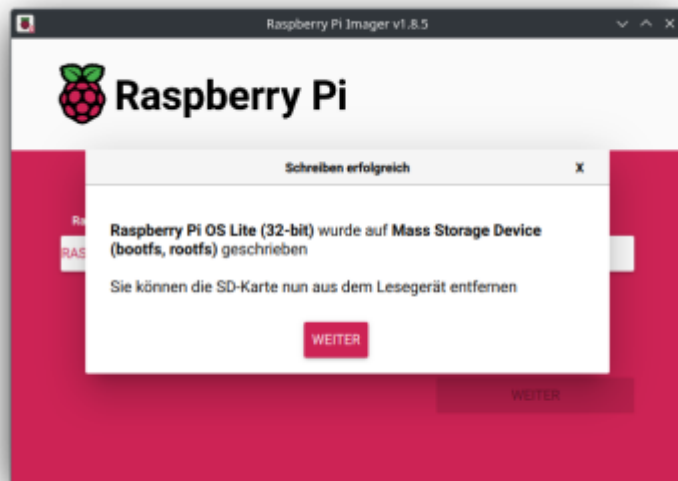 Raspberry Pi Imager v1.8.5
Raspberry Pi
Schreiben erfolgreich
X
Raspberry Pi OS Lite (32-bit) wurde auf Mass Storage Device
(bootfs, rootfs) geschrieben
Sie können die SD-Karte nun aus dem Lesegerät entfernen
WEITER
WEITER